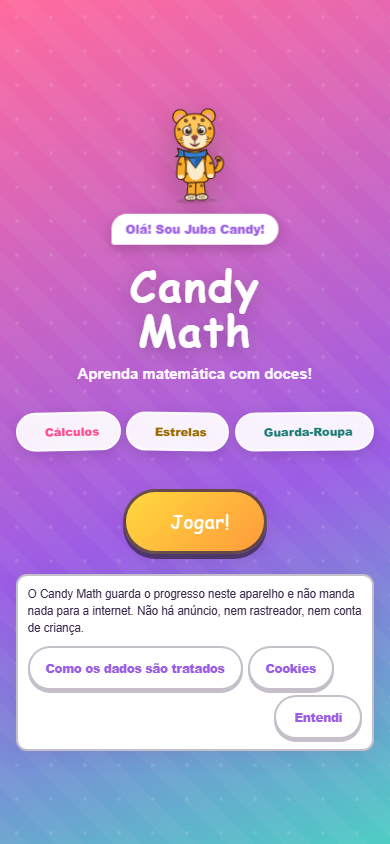 Olá! Sou Juba Candy!
Candy
Math
Aprenda matemática com doces!
Cálculos
Estrelas
Guarda-Roupa
Jogar!
O Candy Math guarda o progresso neste aparelho e não manda
nada para a internet. Não há anúncio, nem rastreador, nem conta
de criança.
Como os dados são tratados
Cookies
Entendi